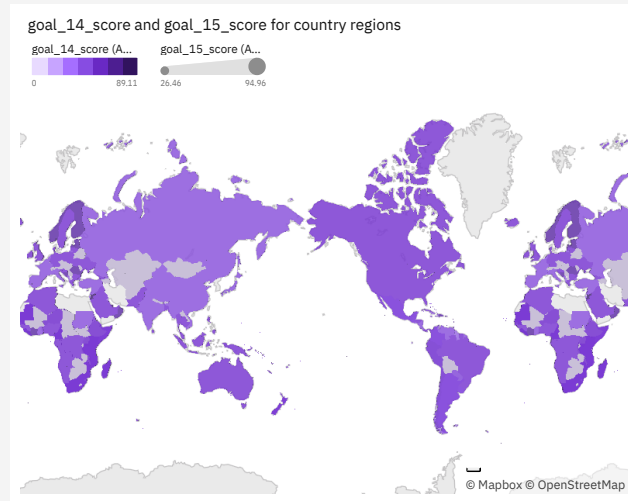 goal_14_score and goal_15_score for country regions
goal_14_score (A... goal_15_score (A...
0 89,11 26.46 94,96
© Mapbox © OpenStreetMap